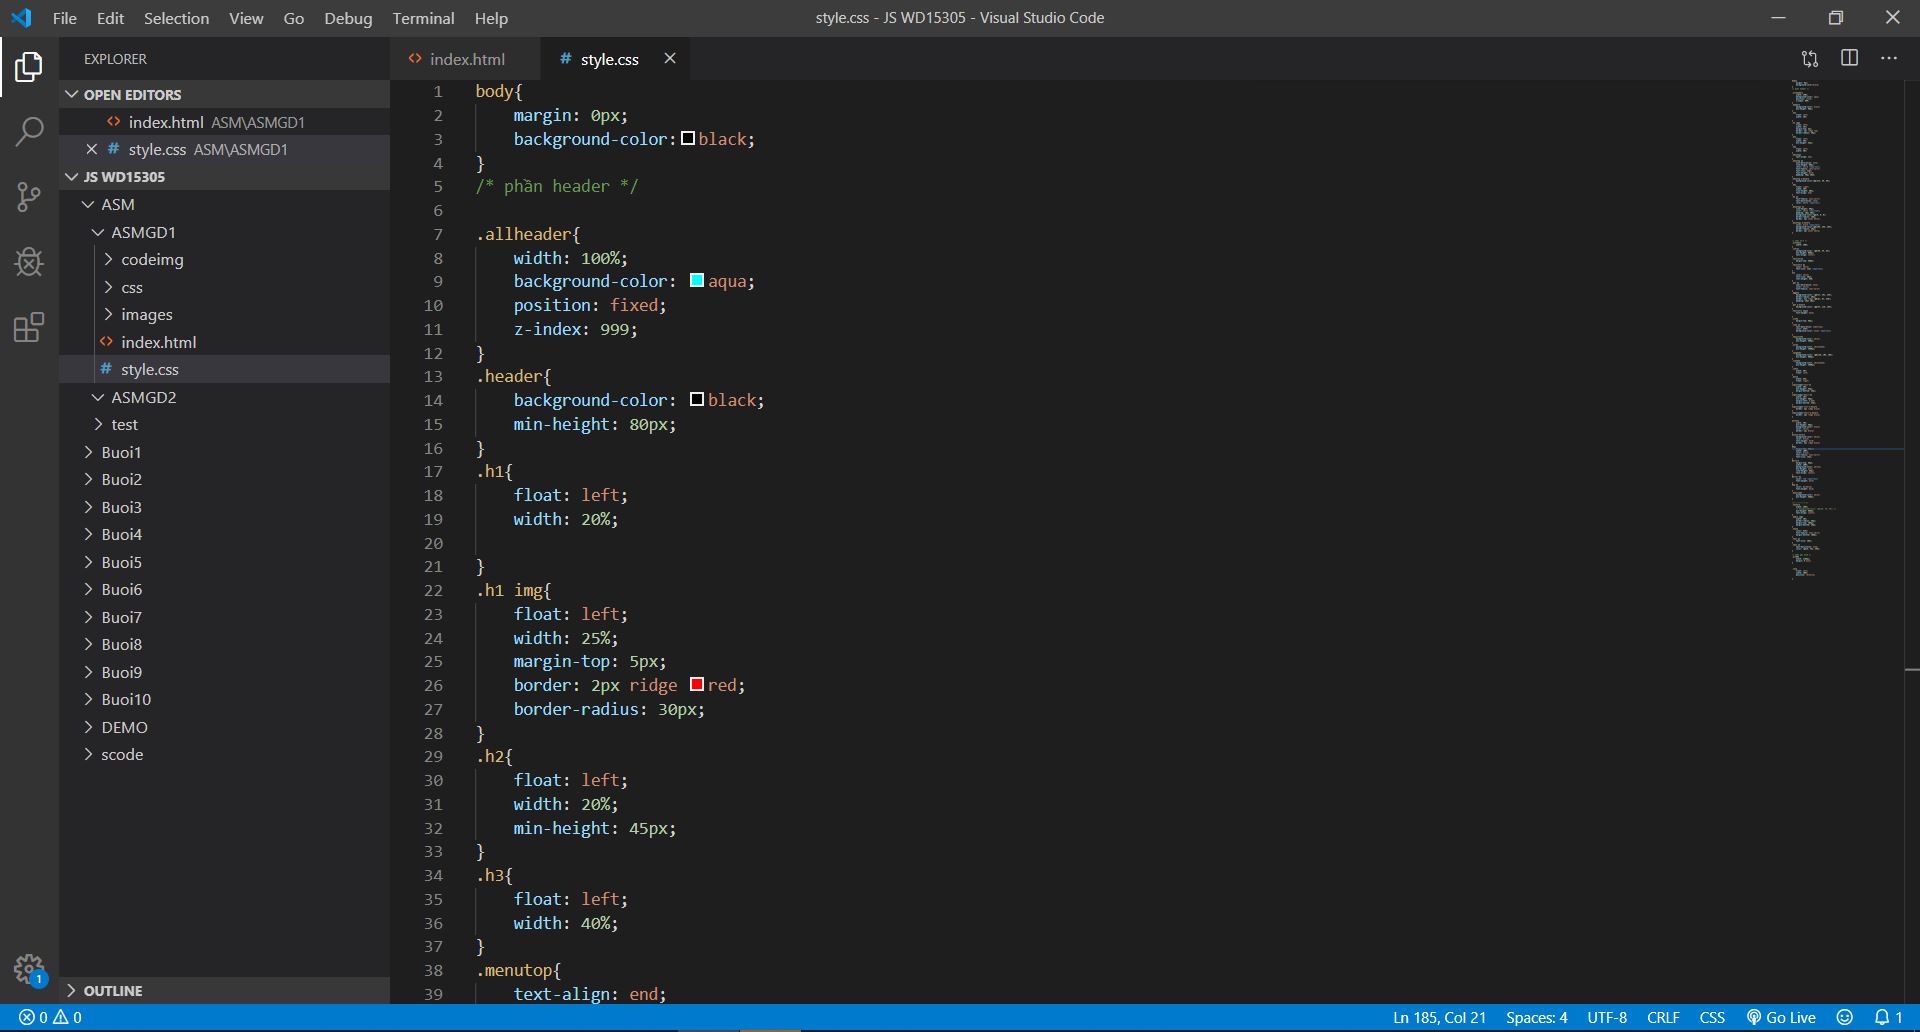 File Edit Selection View Go Debug Terminal Help
style.css - JS WD15305 - Visual Studio Code
EXPLORER
OPEN EDITORS
index.html ASM\ASMGD1
style.css ASM\ASMGD1
JS WD15305
ASM
ASMGD1
codeimg
css
images
index.html
style.css
ASMGD2
test
Buoi1
Buoi2
Buoi3
Buoi4
Buoi5
Buoi6
Buoi7
Buoi8
Buoi9
Buoi10
DEMO
scode
OUTLINE
1
index.html
# style.css
1 body{
2 margin: 0px;
3 background-color: black;
4 }
5 /* phần header */
6
7 .allheader{
8 width: 100%;
9 background-color: aqua;
10 position: fixed;
11 z-index: 999;
12 }
13 .header{
14 background-color: black;
15 min-height: 80px;
16 }
17 .h1{
18 float: left;
19 width: 20%;
20
21 }
22 .h1 img{
23 float: left;
24 width: 25%;
25 margin-top: 5px;
26 border: 2px ridge red;
27 border-radius: 30px;
28 }
29 .h2{
30 float: left;
31 width: 20%;
32 min-height: 45px;
33 }
34 .h3{
35 float: left;
36 width: 40%;
37 }
38 .menutop{
39 text-align: end;
0 0
Ln 185, Col 21 Spaces: 4 UTF-8 CRLF CSS Go Live 1